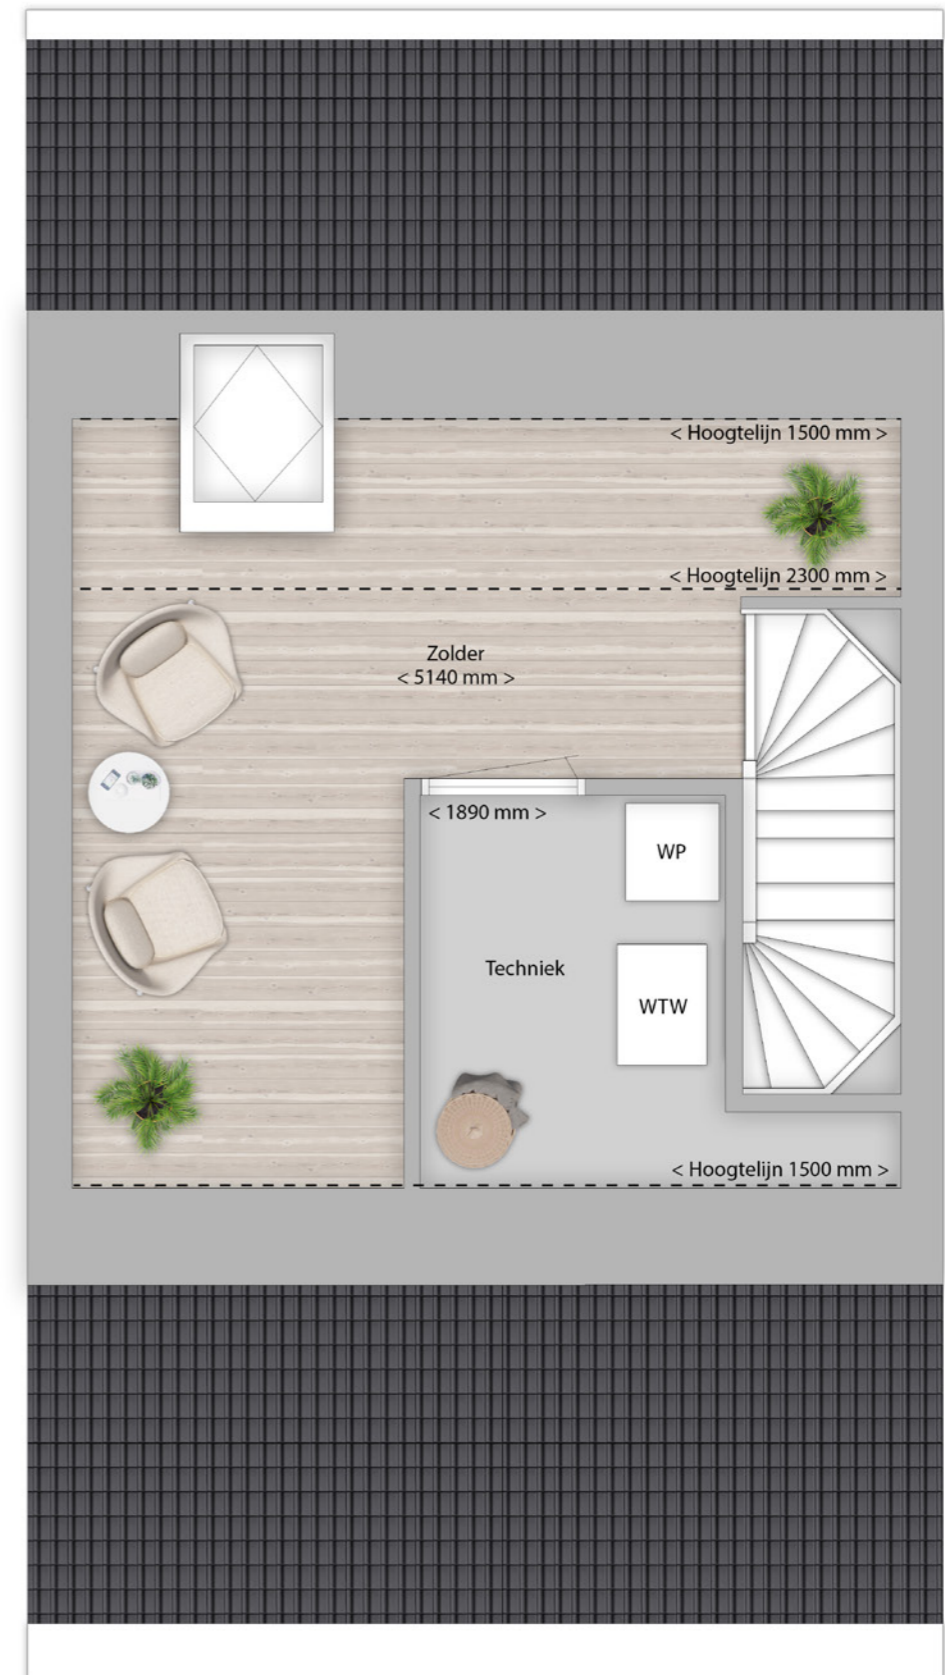 < Hoogtelijn 1500 mm >
< Hoogtelijn 2300 mm >
Zolder
< 5140 mm >
< 1890 mm >
WP
Techniek
WTW
< Hoogtelijn 1500 mm >